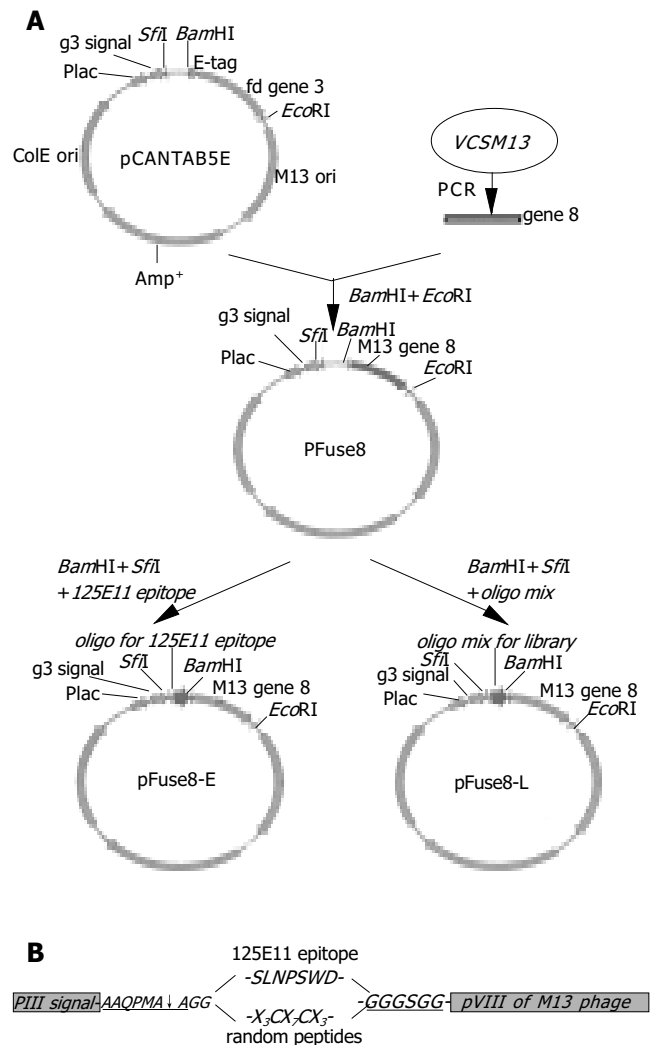 A
SfiI BamHI
g3 signal E-tag
Plac fd gene 3
EcoRI
ColE ori pCANTAB5E
M13 ori
Amp+
VCSM13
PCR
gene 8
BamHI+EcoRI
g3 signal
SfiI BamHI
M13 gene 8
Plac EcoRI
PFuse8
BamHI+SfiI
+125E11 epitope
BamHI+SfiI
+oligo mix
oligo for 125E11 epitope
SfiI BamHI
g3 signal
Plac M13 gene 8
EcoRI
pFuse8-E
oligo mix for library
SfiI BamHI
g3 signal
Plac M13 gene 8
EcoRI
pFuse8-L
B
125E11 epitope
-SLNPSWD-
PIII signal-AAQPMA↓AGG -GGGSGG- pVIII of M13 phage
-X₃CX₇CX₃-
random peptides